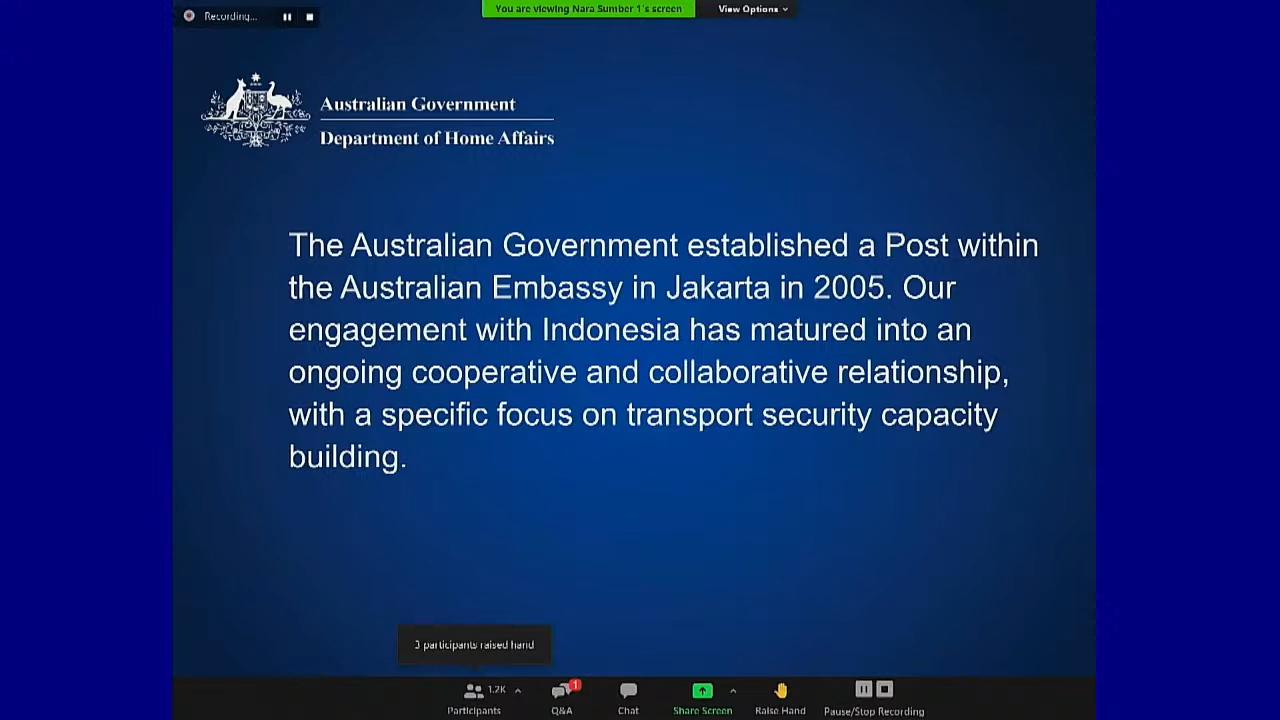 Recording...
You are viewing Nara Sumber 1's screen
View Options
Australian Government
Department of Home Affairs
The Australian Government established a Post within
the Australian Embassy in Jakarta in 2005. Our
engagement with Indonesia has matured into an
ongoing cooperative and collaborative relationship,
with a specific focus on transport security capacity
building.
3 participants raised hand
1.2K
1
Participants
Q&A
Chat
Share Screen
Raise Hand
Pause/Stop Recording